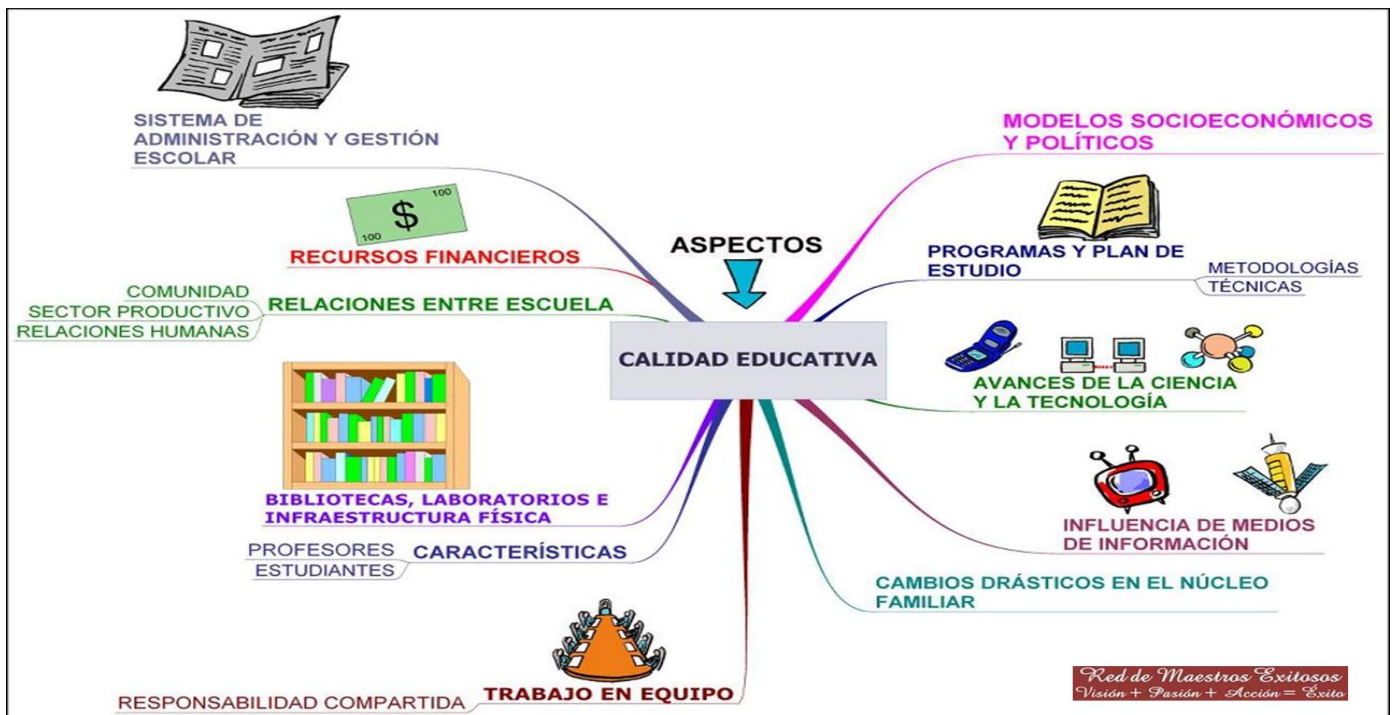 SISTEMA DE
ADMINISTRACIÓN Y GESTIÓN
ESCOLAR
100
$
100
RECURSOS FINANCIEROS
RELACIONES ENTRE ESCUELA
COMUNIDAD
SECTOR PRODUCTIVO
RELACIONES HUMANAS
BIBLIOTECAS, LABORATORIOS E
INFRAESTRUCTURA FÍSICA
CARACTERÍSTICAS
PROFESORES
ESTUDIANTES
TRABAJO EN EQUIPO
RESPONSABILIDAD COMPARTIDA
ASPECTOS
CALIDAD EDUCATIVA
MODELOS SOCIOECONÓMICOS
Y POLÍTICOS
PROGRAMAS Y PLAN DE
ESTUDIO
METODOLOGÍAS
TÉCNICAS
AVANCES DE LA CIENCIA
Y LA TECNOLOGÍA
INFLUENCIA DE MEDIOS
DE INFORMACIÓN
CAMBIOS DRÁSTICOS EN EL NÚCLEO
FAMILIAR
Red de Maestros Exitosos
Visión + Pasión + Acción = Éxito